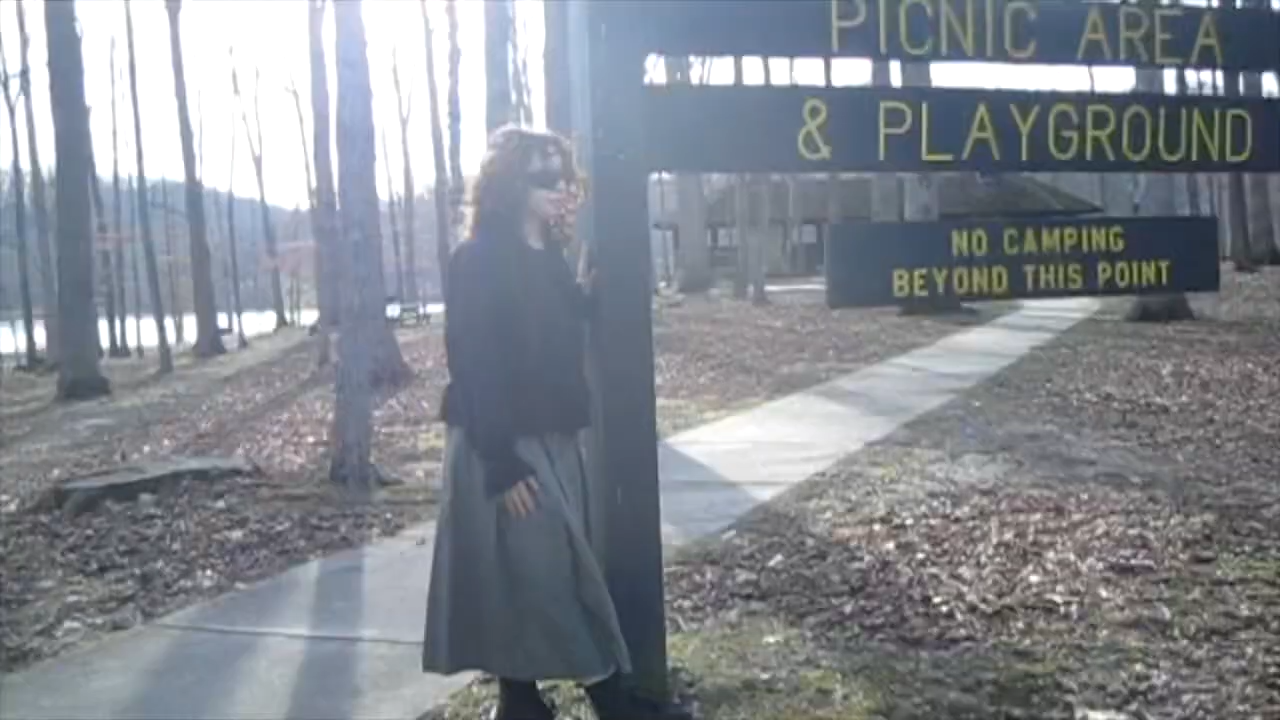 PICNIC AREA
& PLAYGROUND
NO CAMPING
BEYOND THIS POINT